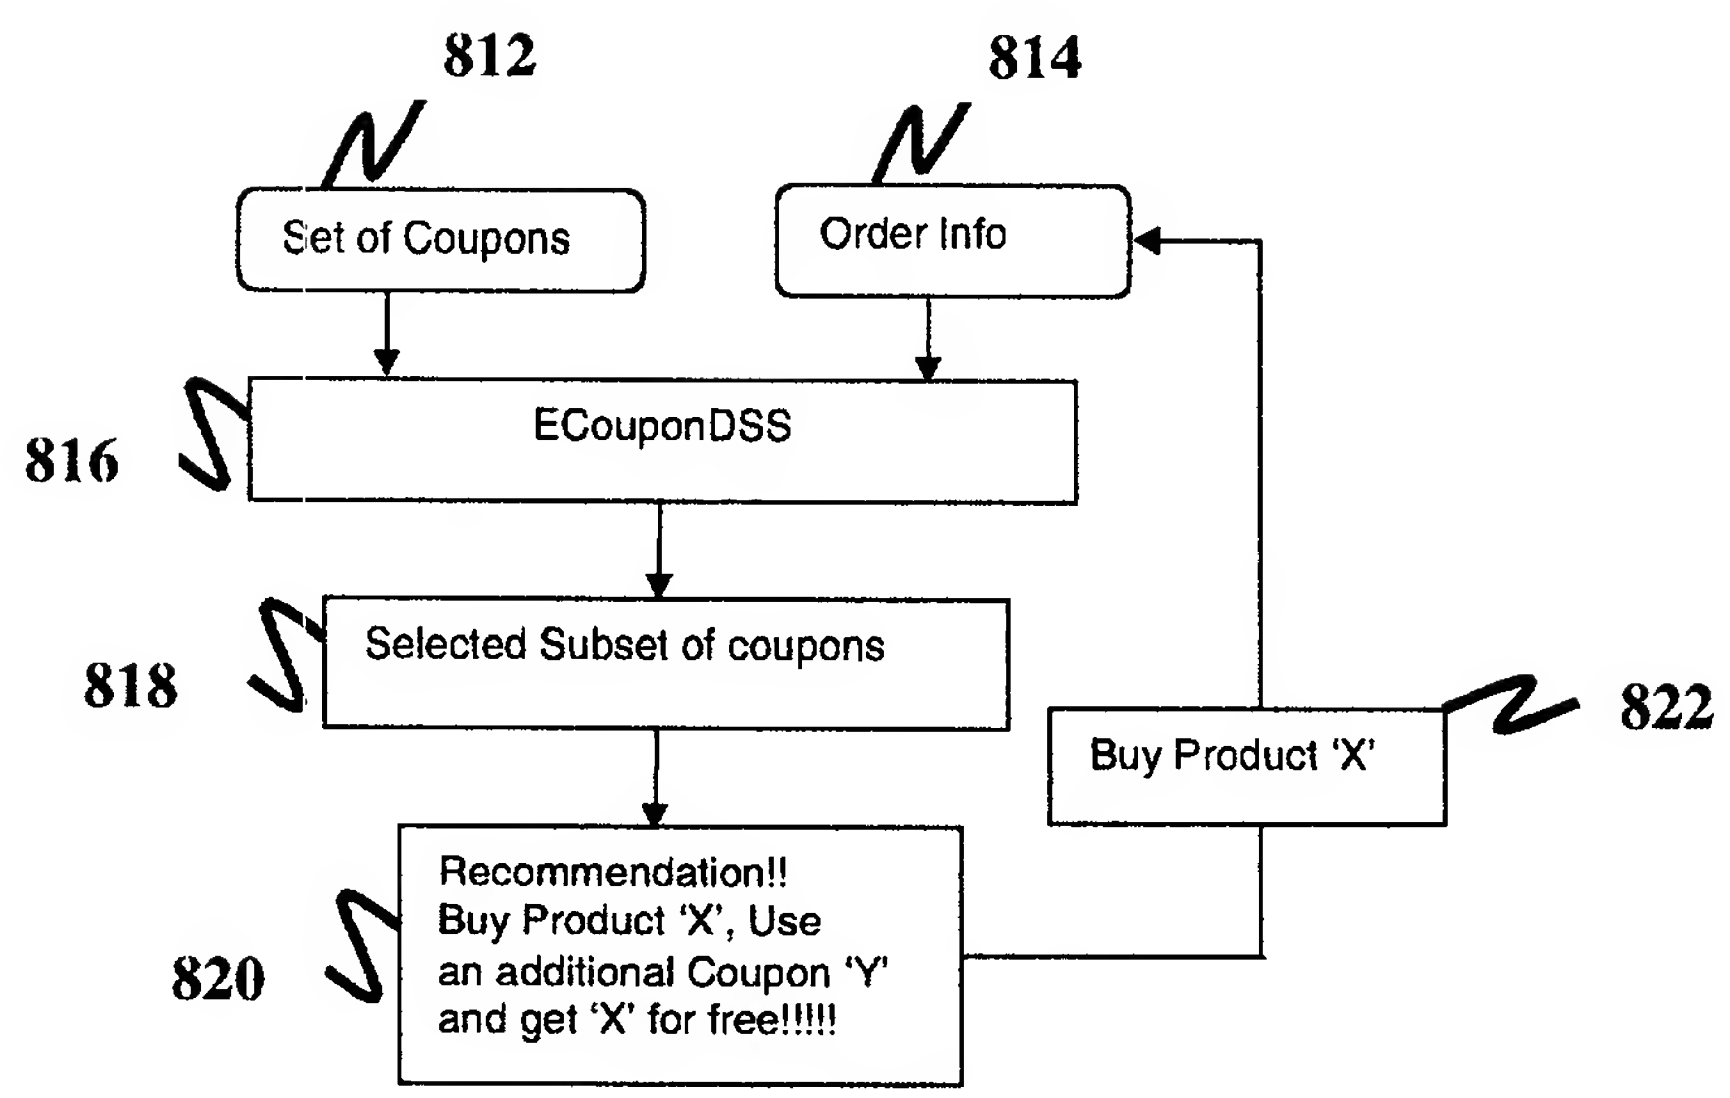 812
814
Set of Coupons
Order Info
816
ECouponDSS
818
Selected Subset of coupons
822
Buy Product ‘X’
820
Recommendation!!
Buy Product ‘X’, Use
an additional Coupon ‘Y’
and get ‘X’ for free!!!!!